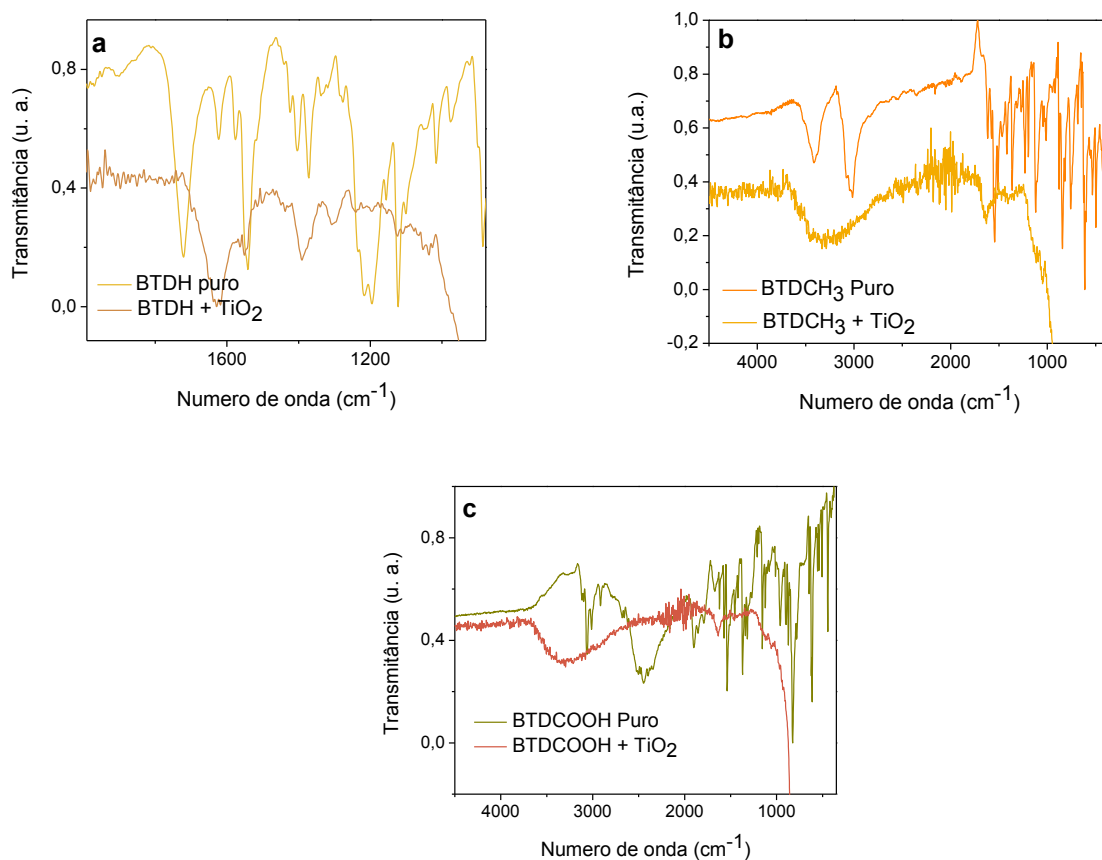 a
0,8
0,4
0,0
Transmitância (u. a.)
BTDH puro
BTDH + TiO₂
1600
1200
Numero de onda (cm⁻¹)
b
1,0
0,8
0,6
0,4
0,2
0,0
-0,2
Transmitância (u.a.)
BTDCH₃ Puro
BTDCH₃ + TiO₂
4000
3000
2000
1000
Numero de onda (cm⁻¹)
c
0,8
0,4
0,0
Transmitância (u. a.)
BTDCOOH Puro
BTDCOOH + TiO₂
4000
3000
2000
1000
Numero de onda (cm⁻¹)